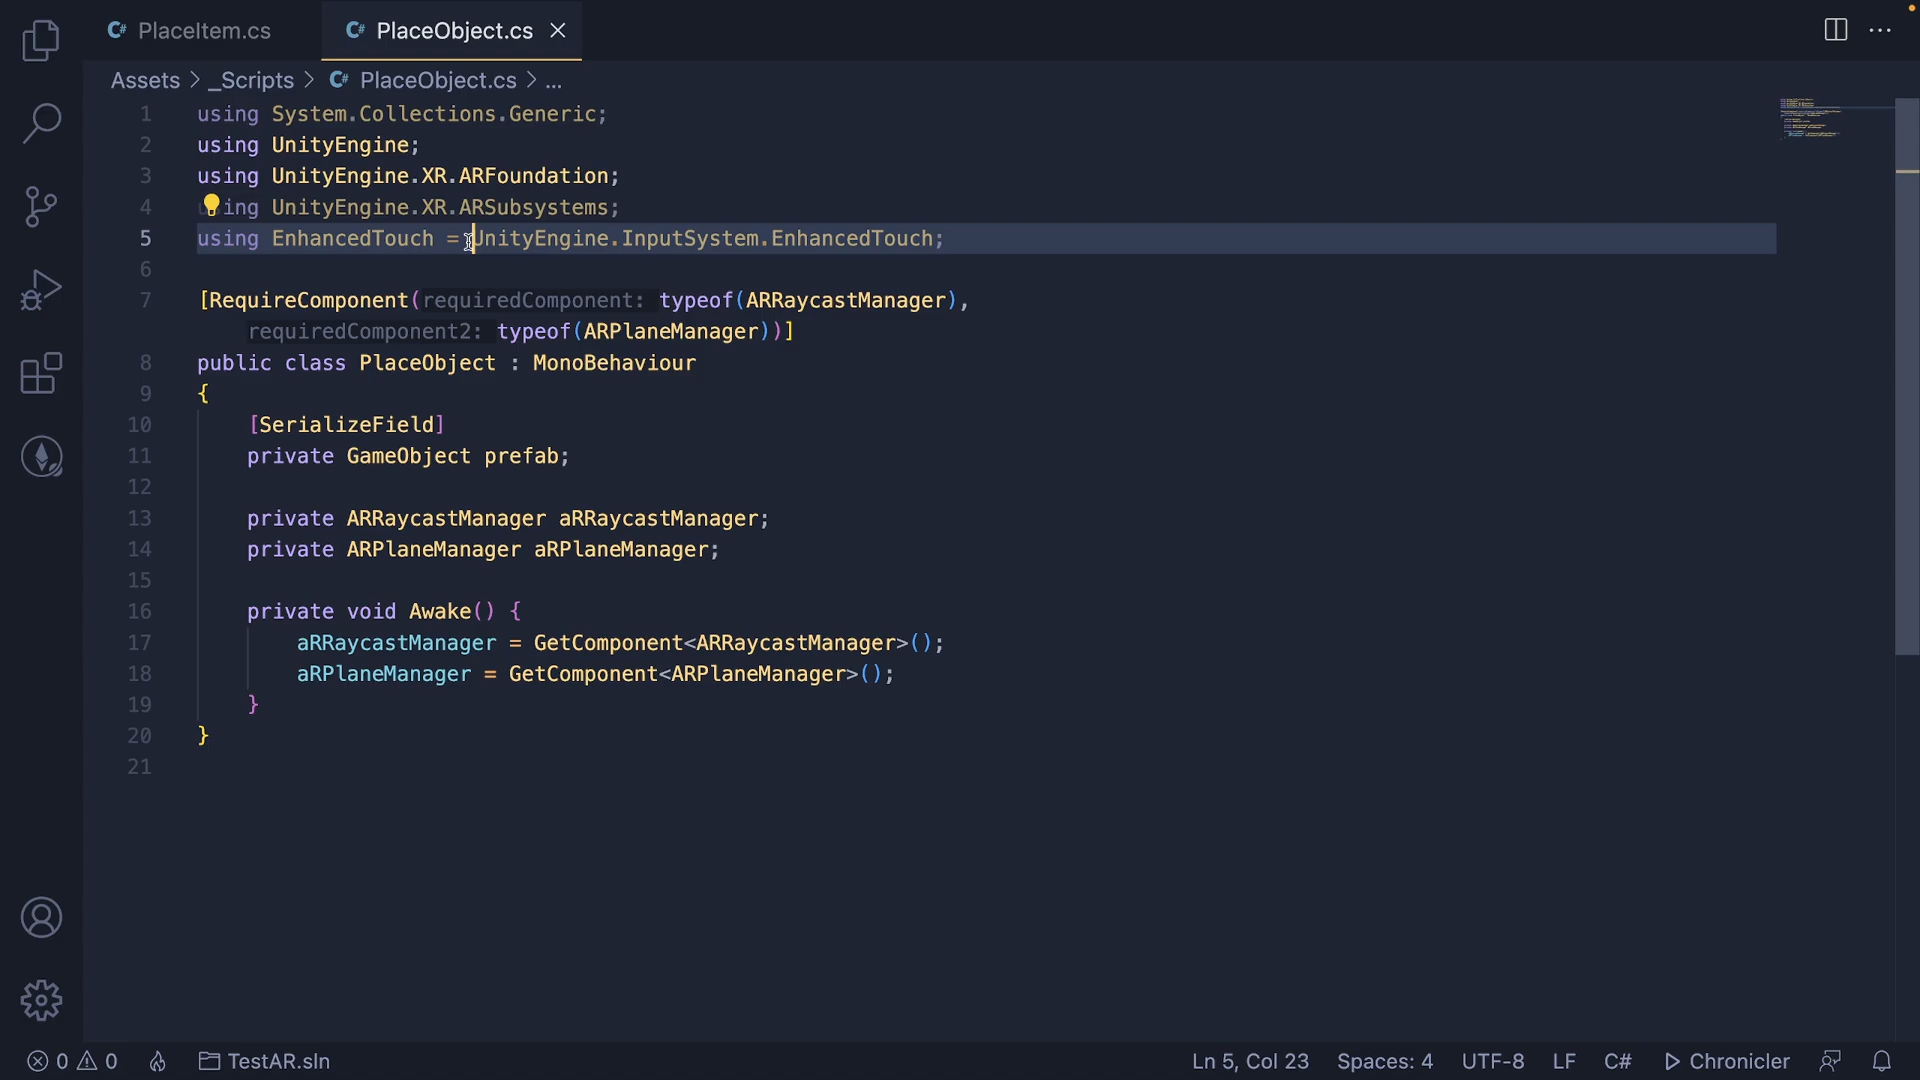 PlaceItem.cs
PlaceObject.cs
Assets > _Scripts > PlaceObject.cs > ...
1 using System.Collections.Generic;
2 using UnityEngine;
3 using UnityEngine.XR.ARFoundation;
4 using UnityEngine.XR.ARSubsystems;
5 using EnhancedTouch = UnityEngine.InputSystem.EnhancedTouch;
6
7 [RequireComponent(requiredComponent: typeof(ARRaycastManager),
requiredComponent2: typeof(ARPlaneManager))]
8 public class PlaceObject : MonoBehaviour
9 {
10 [SerializeField]
11 private GameObject prefab;
12
13 private ARRaycastManager aRRaycastManager;
14 private ARPlaneManager aRPlaneManager;
15
16 private void Awake() {
17 aRRaycastManager = GetComponent<ARRaycastManager>();
18 aRPlaneManager = GetComponent<ARPlaneManager>();
19 }
20 }
21
0 0 TestAR.sln Ln 5, Col 23 Spaces: 4 UTF-8 LF C# Chronicler